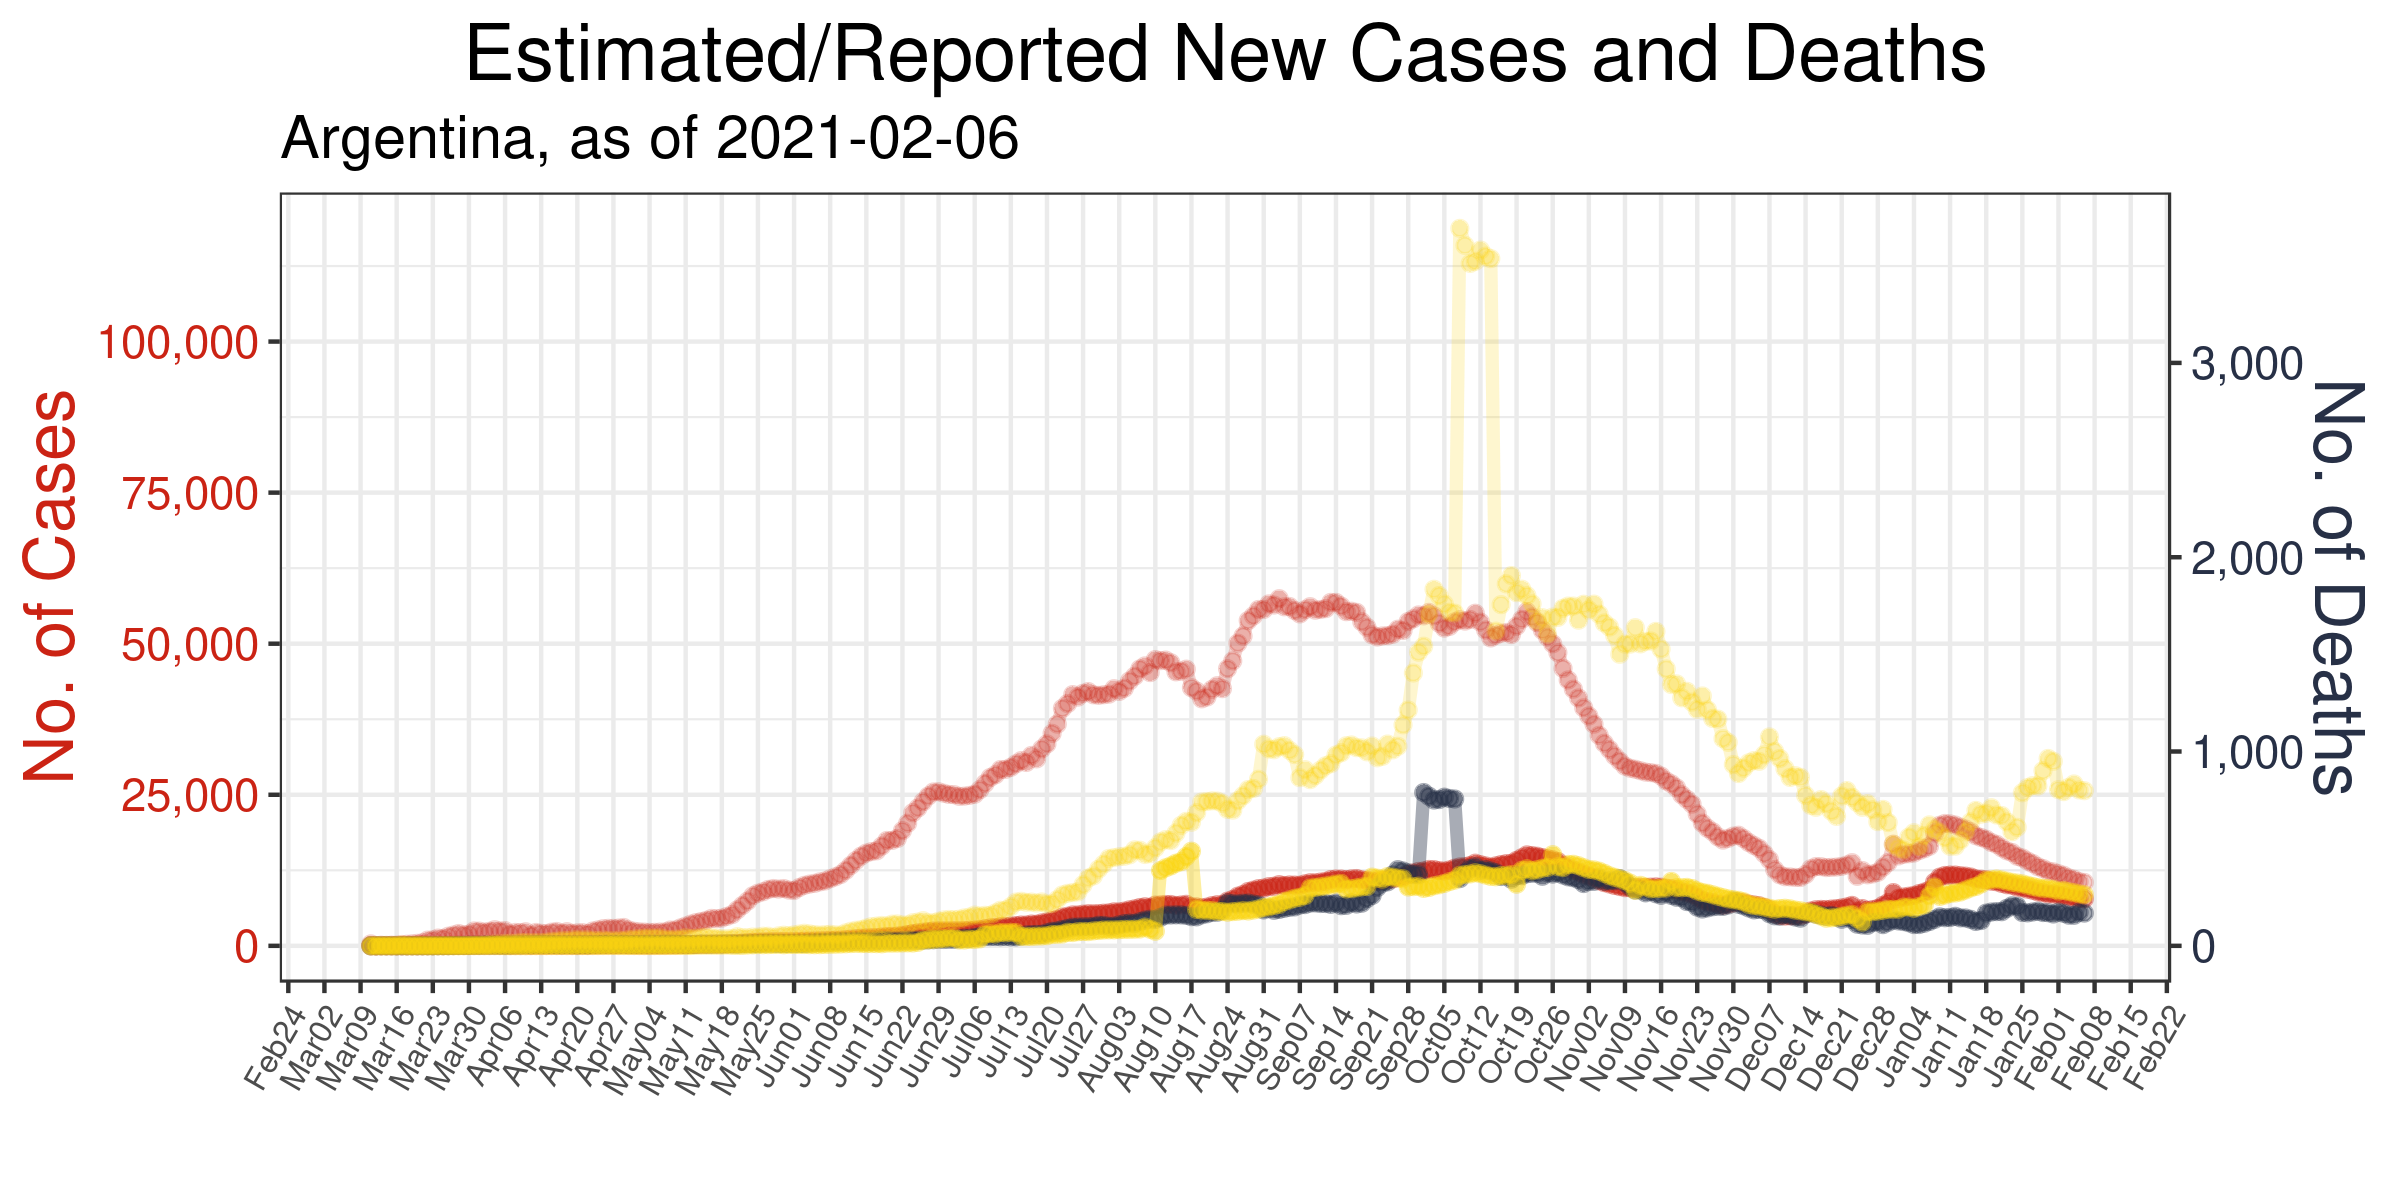 Estimated/Reported New Cases and Deaths
Argentina, as of 2021-02-06
No. of Cases
100,000
75,000
50,000
25,000
0
3,000
2,000
1,000
0
No. of Deaths
Feb24
Mar02
Mar09
Mar16
Mar23
Mar30
Apr06
Apr13
Apr20
Apr27
May04
May11
May18
May25
Jun01
Jun08
Jun15
Jun22
Jun29
Jul06
Jul13
Jul20
Jul27
Aug03
Aug10
Aug17
Aug24
Aug31
Sep07
Sep14
Sep21
Sep28
Oct05
Oct12
Oct19
Oct26
Nov02
Nov09
Nov16
Nov23
Nov30
Dec07
Dec14
Dec21
Dec28
Jan04
Jan11
Jan18
Jan25
Feb01
Feb08
Feb15
Feb22